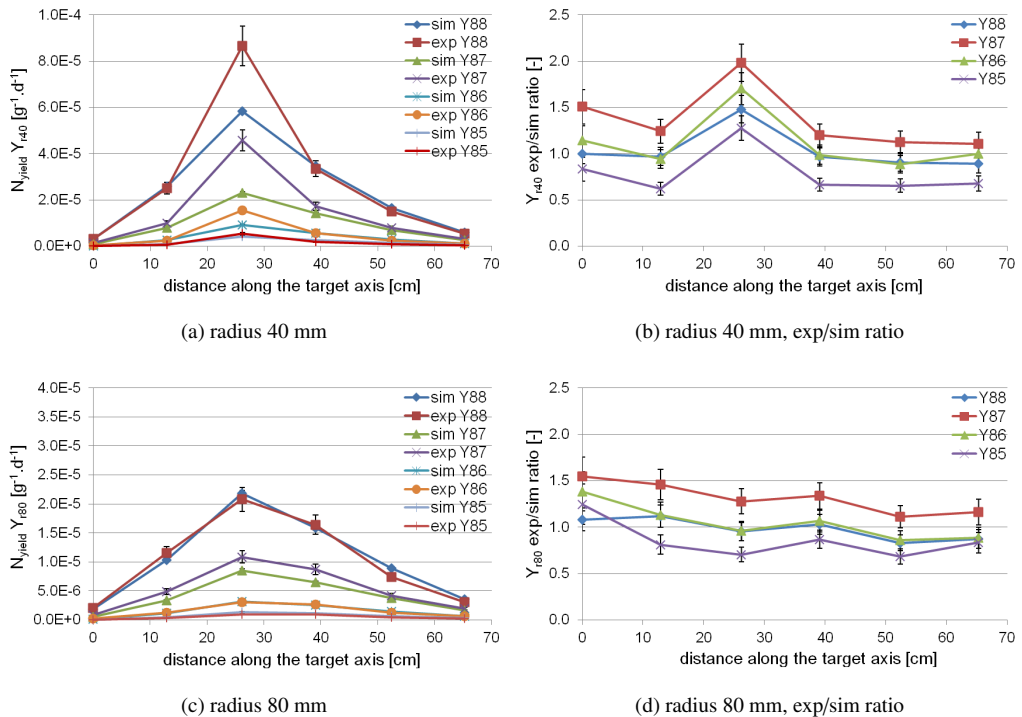 1.0E-4
8.0E-5
6.0E-5
4.0E-5
2.0E-5
0.0E+0
N_yield Y_r40 [g⁻¹.d⁻¹]
sim Y88
exp Y88
sim Y87
exp Y87
sim Y86
exp Y86
sim Y85
exp Y85
0 10 20 30 40 50 60 70
distance along the target axis [cm]
(a) radius 40 mm
2.5
2.0
1.5
1.0
0.5
0.0
Y_r40 exp/sim ratio [-]
Y88
Y87
Y86
Y85
0 10 20 30 40 50 60 70
distance along the target axis [cm]
(b) radius 40 mm, exp/sim ratio
4.0E-5
3.5E-5
3.0E-5
2.5E-5
2.0E-5
1.5E-5
1.0E-5
5.0E-6
0.0E+0
N_yield Y_r80 [g⁻¹.d⁻¹]
sim Y88
exp Y88
sim Y87
exp Y87
sim Y86
exp Y86
sim Y85
exp Y85
0 10 20 30 40 50 60 70
distance along the target axis [cm]
(c) radius 80 mm
2.5
2.0
1.5
1.0
0.5
0.0
Y_r80 exp/sim ratio [-]
Y88
Y87
Y86
Y85
0 10 20 30 40 50 60 70
distance along the target axis [cm]
(d) radius 80 mm, exp/sim ratio